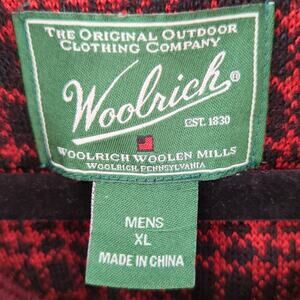 THE ORIGINAL OUTDOOR
CLOTHING COMPANY
Woolrich®
EST. 1830
WOOLRICH WOOLEN MILLS
WOOLRICH, PENNSYLVANIA
MENS
XL
MADE IN CHINA